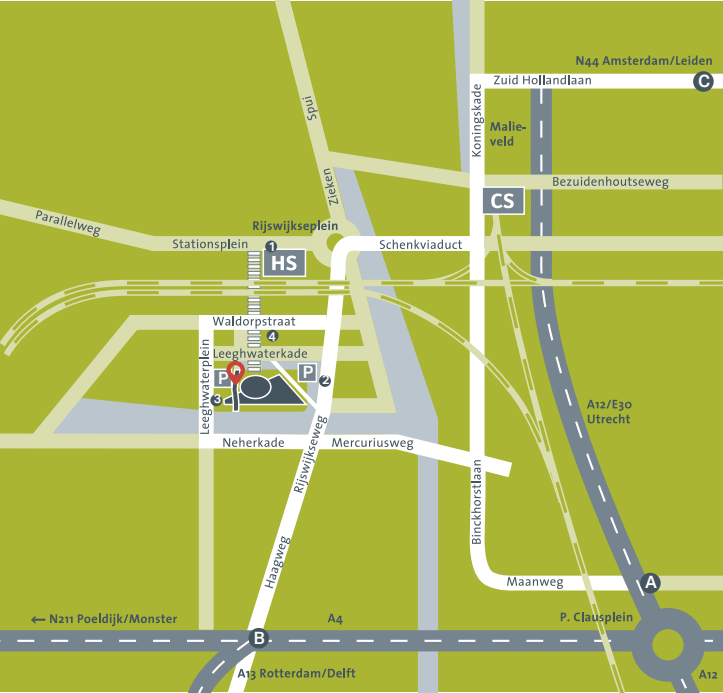 N44 Amsterdam/Leiden
Zuid Hollandlaan
C
Koningskade
Malie-
veld
Spui
Zieken
Bezuidenhoutseweg
CS
Parallelweg
Rijswijkseplein
Stationsplein
1
HS
Schenkviaduct
Waldorpstraat
4
Leeghwaterkade
Leeghwaterplein
P
P
2
3
A12/E30
Utrecht
Neherkade
Mercuriusweg
Rijswijkseweg
Binckhorstlaan
Haagweg
Maanweg
A
← N211 Poeldijk/Monster
A4
P. Clausplein
B
A13 Rotterdam/Delft
A12